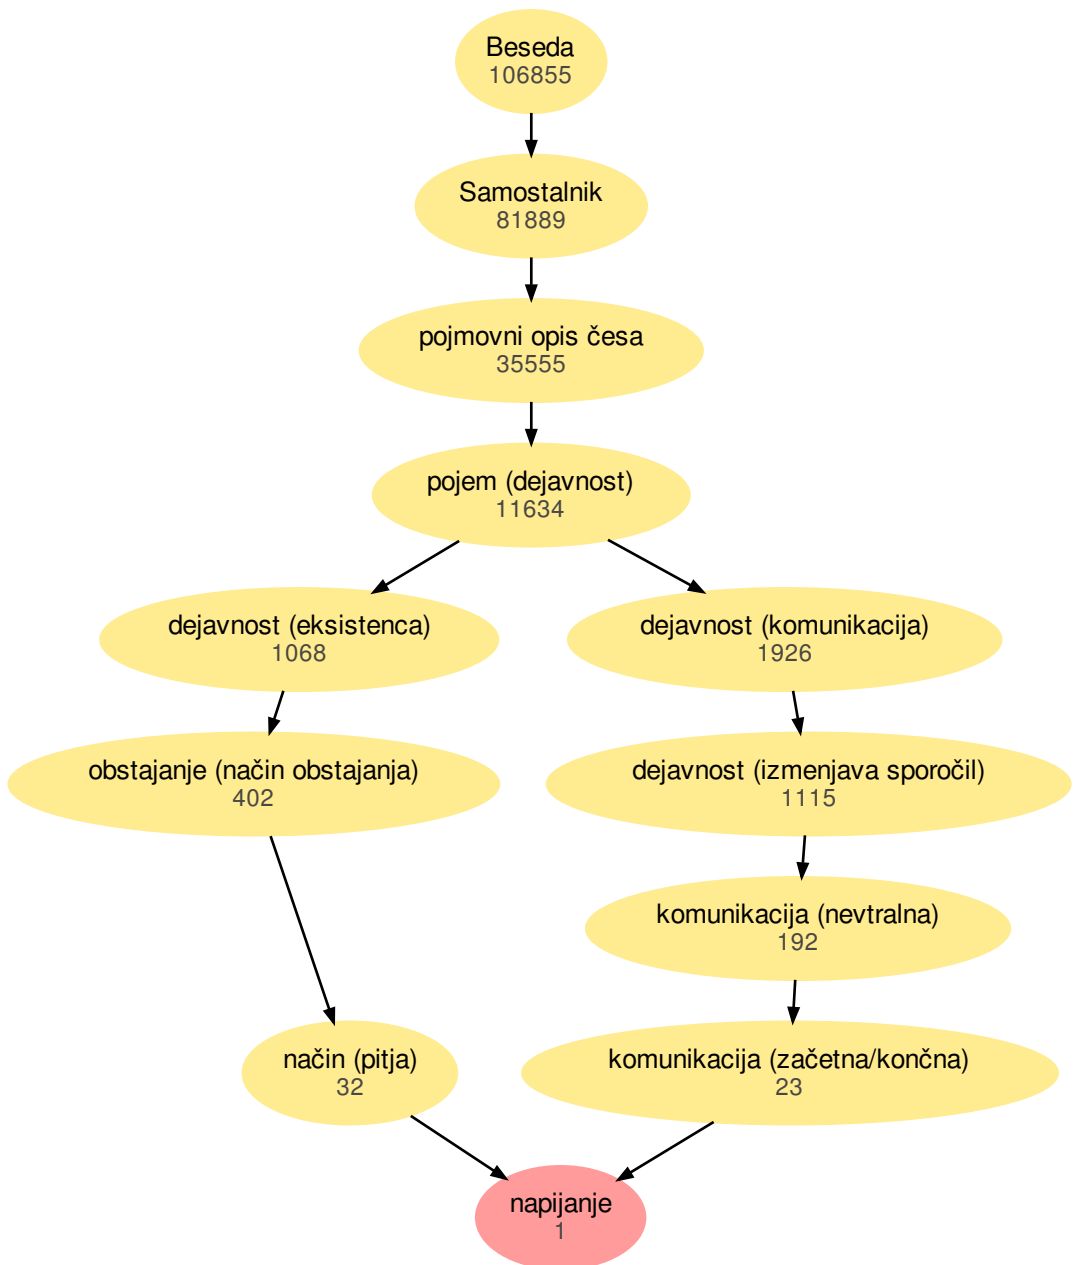 Beseda
106855
Samostalnik
81889
pojmovni opis česa
35555
pojem (dejavnost)
11634
dejavnost (eksistenca)
1068
dejavnost (komunikacija)
1926
obstajanje (način obstajanja)
402
dejavnost (izmenjava sporočil)
1115
komunikacija (nevtralna)
192
način (pitja)
32
komunikacija (začetna/končna)
23
napijanje
1